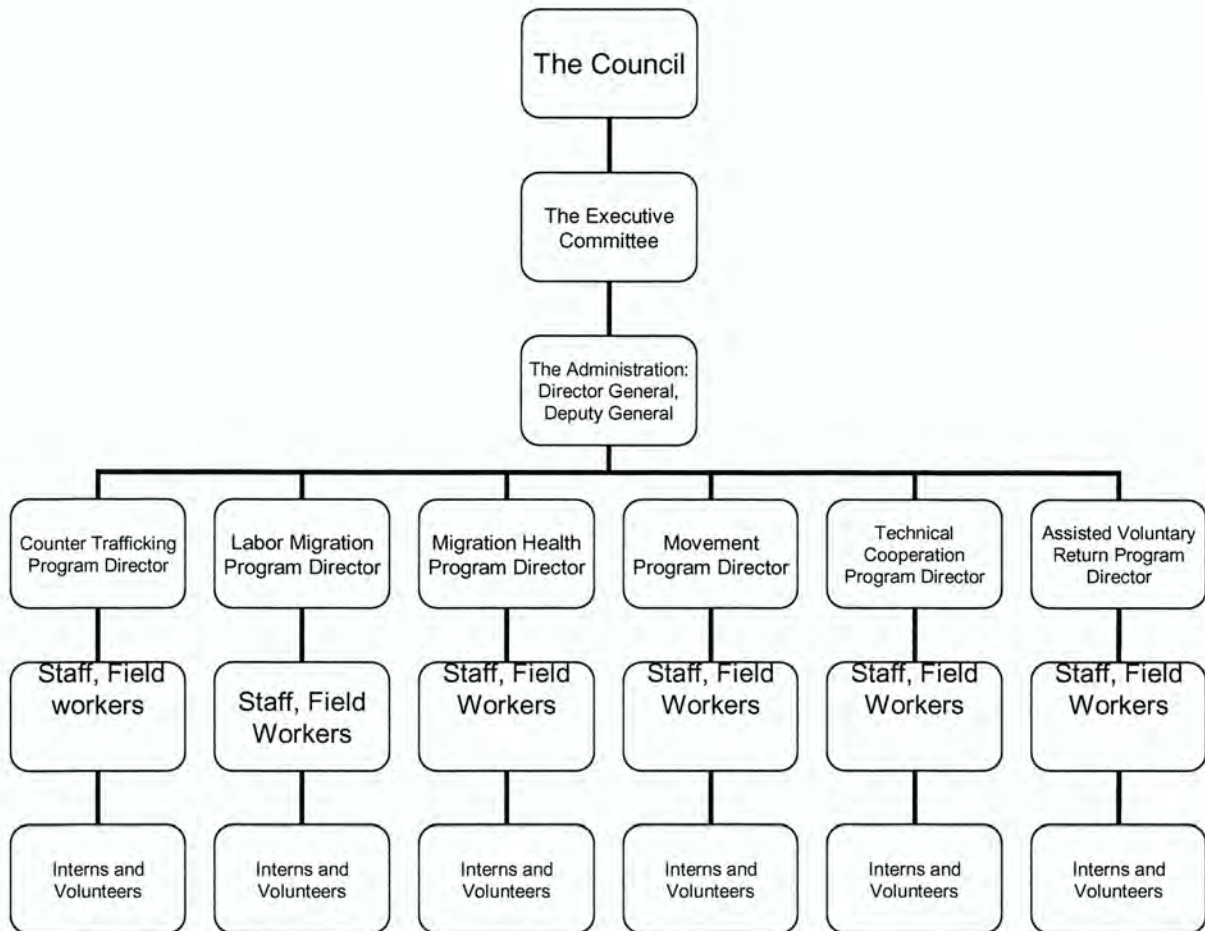 The Council
The Executive
Committee
The Administration:
Director General,
Deputy General
Counter Trafficking
Program Director
Labor Migration
Program Director
Migration Health
Program Director
Movement
Program Director
Technical
Cooperation
Program Director
Assisted Voluntary
Return Program
Director
Staff, Field
workers
Staff, Field
Workers
Staff, Field
Workers
Staff, Field
Workers
Staff, Field
Workers
Staff, Field
Workers
Interns and
Volunteers
Interns and
Volunteers
Interns and
Volunteers
Interns and
Volunteers
Interns and
Volunteers
Interns and
Volunteers